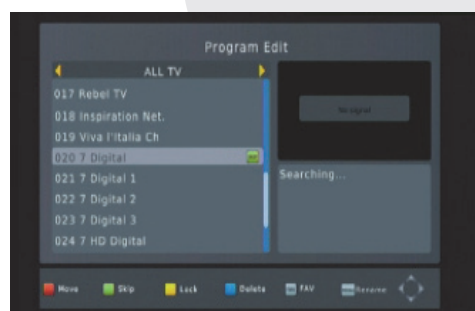 Program Edit
ALL TV
017 Rebel TV
018 Inspiration Net.
019 Viva l'Italia Ch
020 7 Digital
021 7 Digital 1
022 7 Digital 2
023 7 Digital 3
024 7 HD Digital
No Signal
Searching...
Move Skip Lock Delete FAV Rename